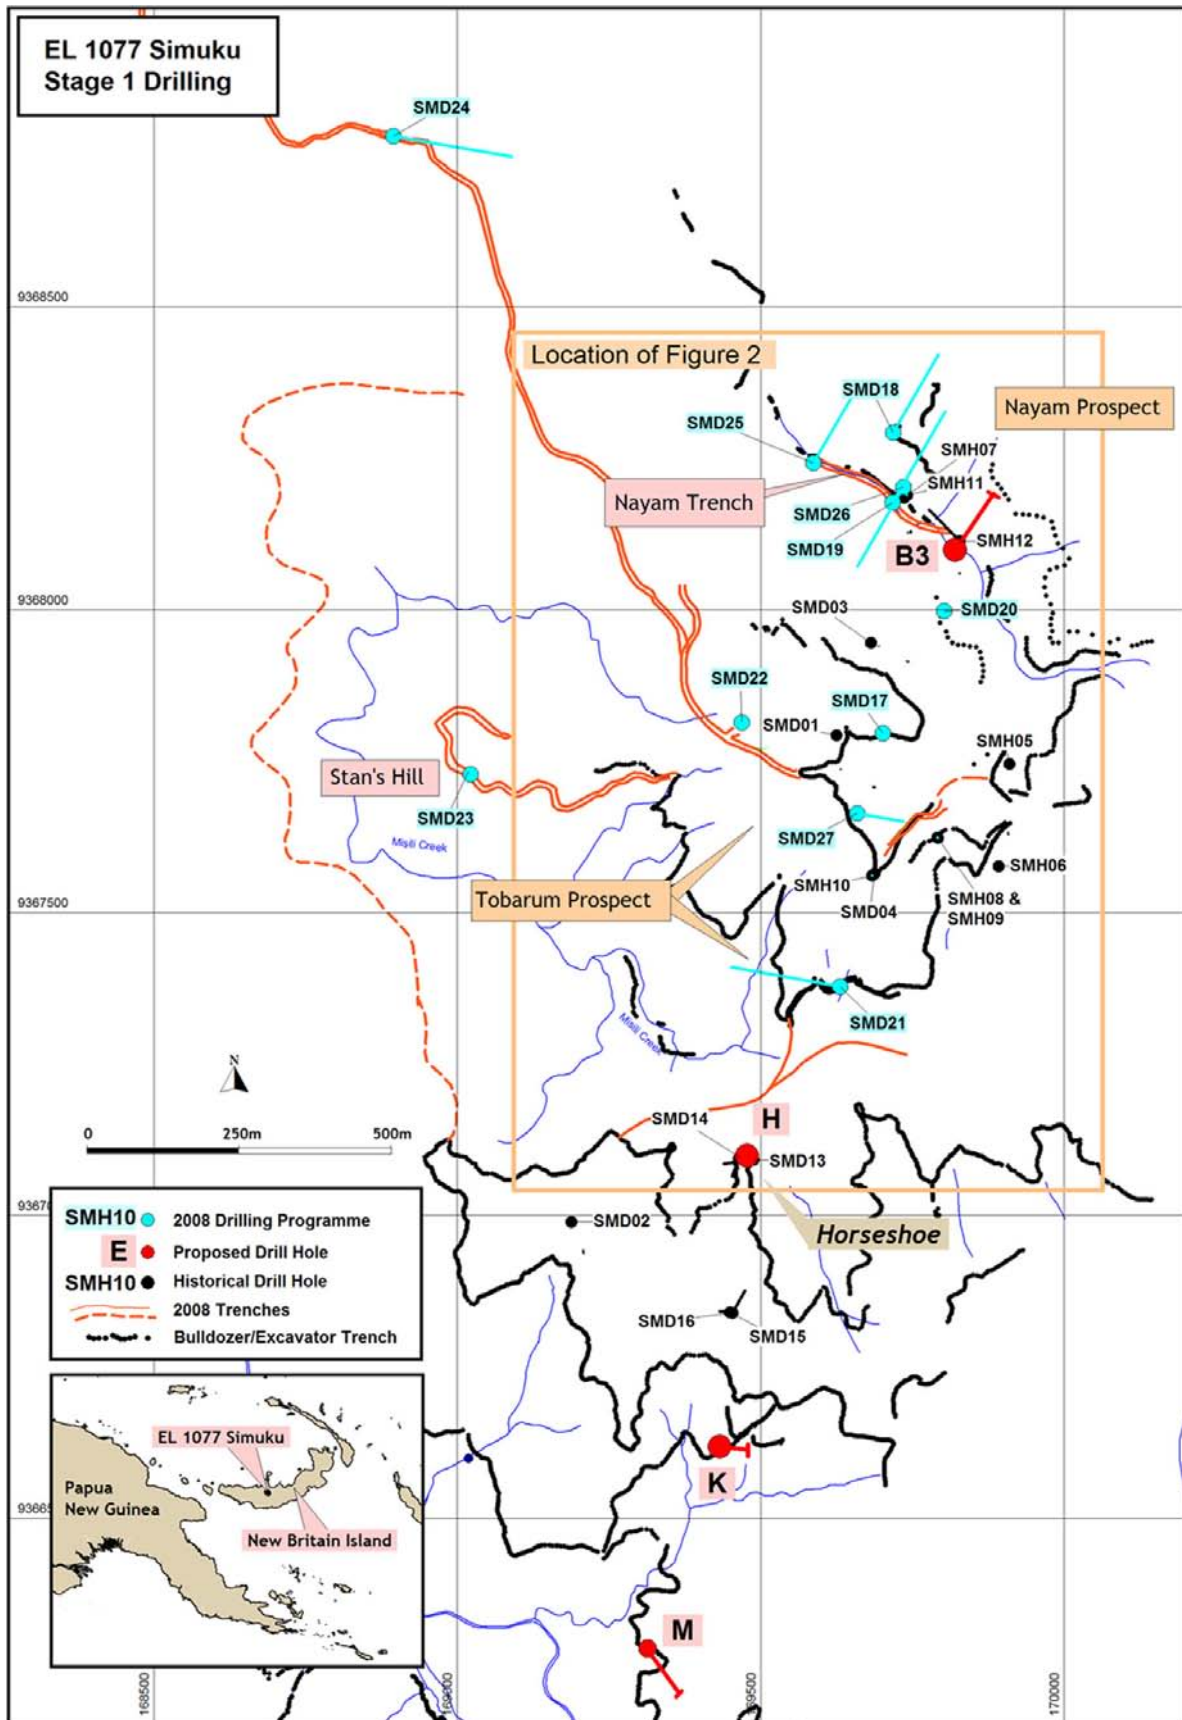 EL 1077 Simuku
Stage 1 Drilling
SMD24
9368500
Location of Figure 2
SMD18
Nayam Prospect
SMD25
SMH07
SMH11
Nayam Trench
SMD26
SMD19
SMH12
B3
9368000
SMD03
SMD20
SMD22
SMD17
SMD01
SMH05
Stan's Hill
SMD23
SMD27
Misili Creek
SMH10
SMH06
Tobarum Prospect
SMD04
SMH08 &
SMH09
9367500
SMD21
Misili Creek
N
0
250m
500m
SMD14
H
SMD13
SMD02
Horseshoe
SMH10
2008 Drilling Programme
E
Proposed Drill Hole
SMH10
Historical Drill Hole
2008 Trenches
Bulldozer/Excavator Trench
SMD16
SMD15
EL 1077 Simuku
Papua
New Guinea
New Britain Island
K
M
168500
170000